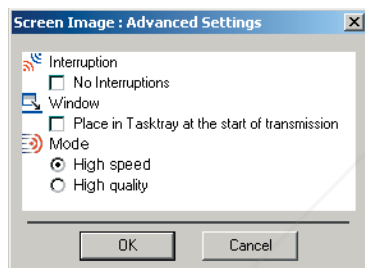 Screen Image : Advanced Settings
Interruption
No Interruptions
Window
Place in Tasktray at the start of transmission
Mode
High speed
High quality
OK Cancel